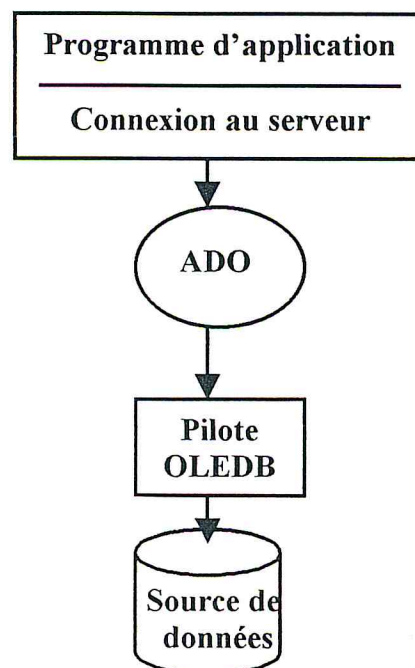 Programme d'application
Connexion au serveur
ADO
Pilote
OLEDB
Source de
données